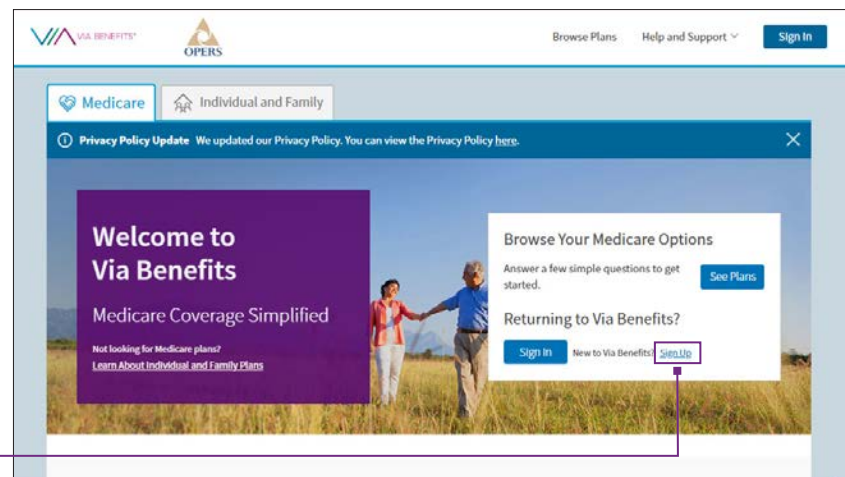 VIA BENEFITS
OPERS
Browse Plans Help and Support Sign In
Medicare Individual and Family
Privacy Policy Update We updated our Privacy Policy. You can view the Privacy Policy here.
Welcome to
Via Benefits
Medicare Coverage Simplified
Not looking for Medicare plans?
Learn About Individual and Family Plans
Browse Your Medicare Options
Answer a few simple questions to get
started.
See Plans
Returning to Via Benefits?
Sign In New to Via Benefits? Sign Up